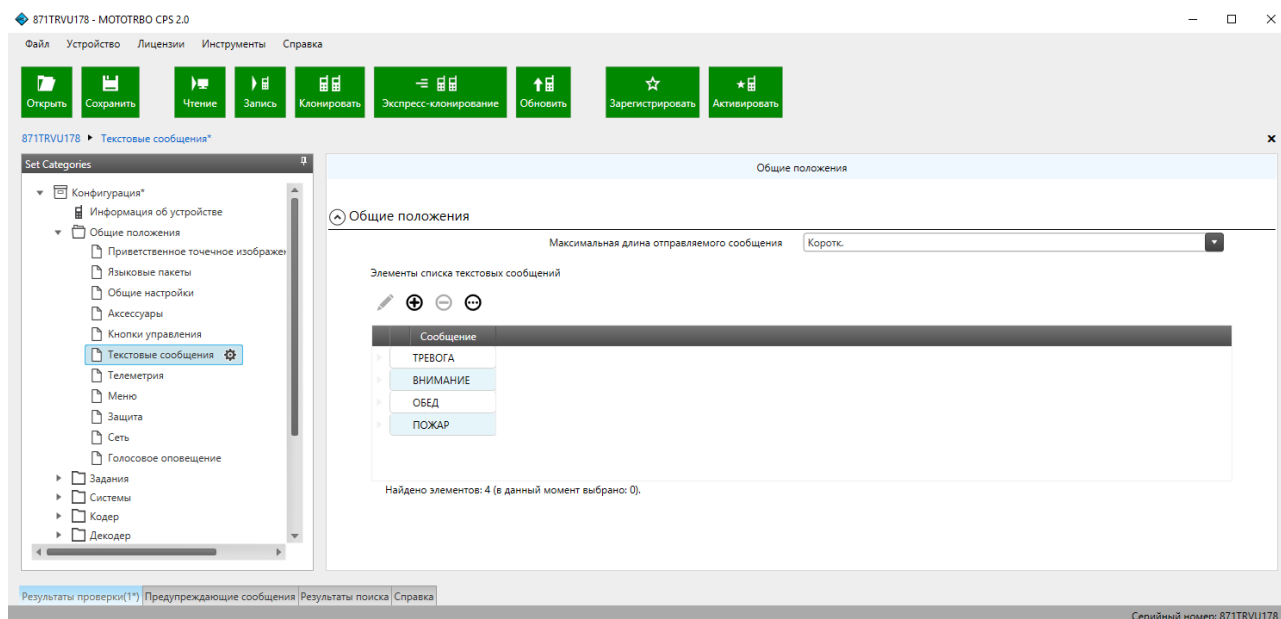 871TRVU178 - MOTOTRBO CPS 2.0
Файл Устройство Лицензии Инструменты Справка
Открыть Сохранить Чтение Запись Клонировать Экспресс-клонирование Обновить Зарегистрировать Активировать
871TRVU178 Текстовые сообщения*
Set Categories
Конфигурация*
Информация об устройстве
Общие положения
Приветственное точечное изображен
Языковые пакеты
Общие настройки
Аксессуары
Кнопки управления
Текстовые сообщения
Телеметрия
Меню
Защита
Сеть
Голосовое оповещение
Задания
Системы
Кодер
Декодер
Общие положения
Общие положения
Максимальная длина отправляемого сообщения Коротк.
Элементы списка текстовых сообщений
Сообщение
ТРЕВОГА
ВНИМАНИЕ
ОБЕД
ПОЖАР
Найдено элементов: 4 (в данный момент выбрано: 0).
Результаты проверки(1*) Предупреждающие сообщения Результаты поиска Справка
Серийный номер: 871TRVU178